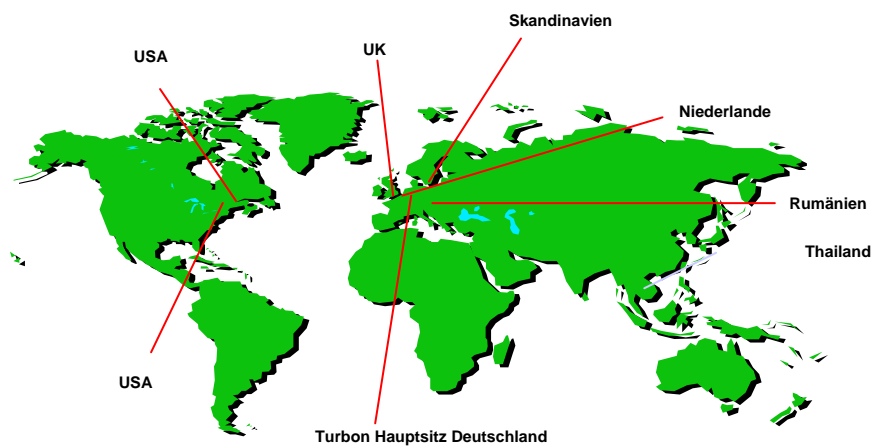 Skandinavien
UK
USA
Niederlande
Rumänien
Thailand
USA
Turbon Hauptsitz Deutschland